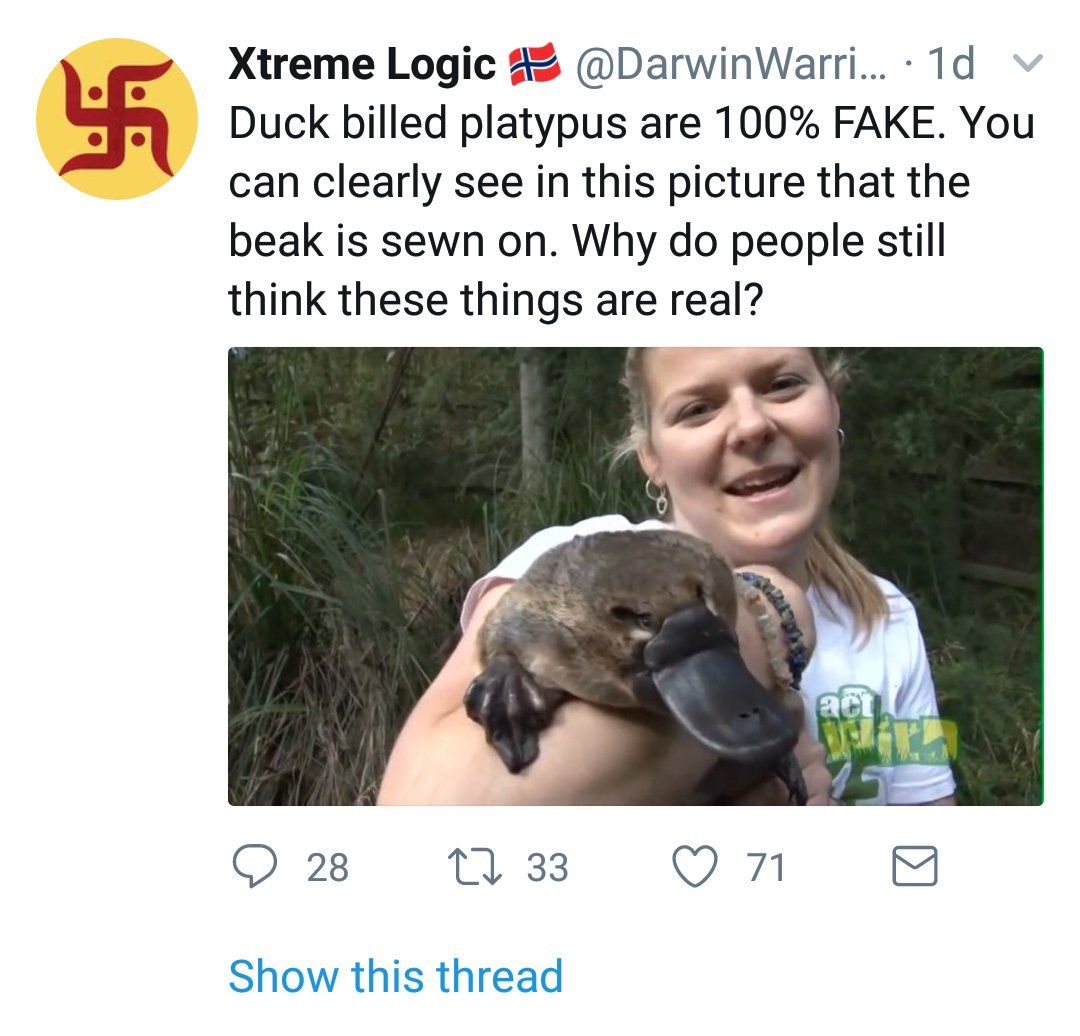 Xtreme Logic 🇳🇴 @DarwinWarri... · 1d
Duck billed platypus are 100% FAKE. You
can clearly see in this picture that the
beak is sewn on. Why do people still
think these things are real?
act
wild
28 33 71
Show this thread